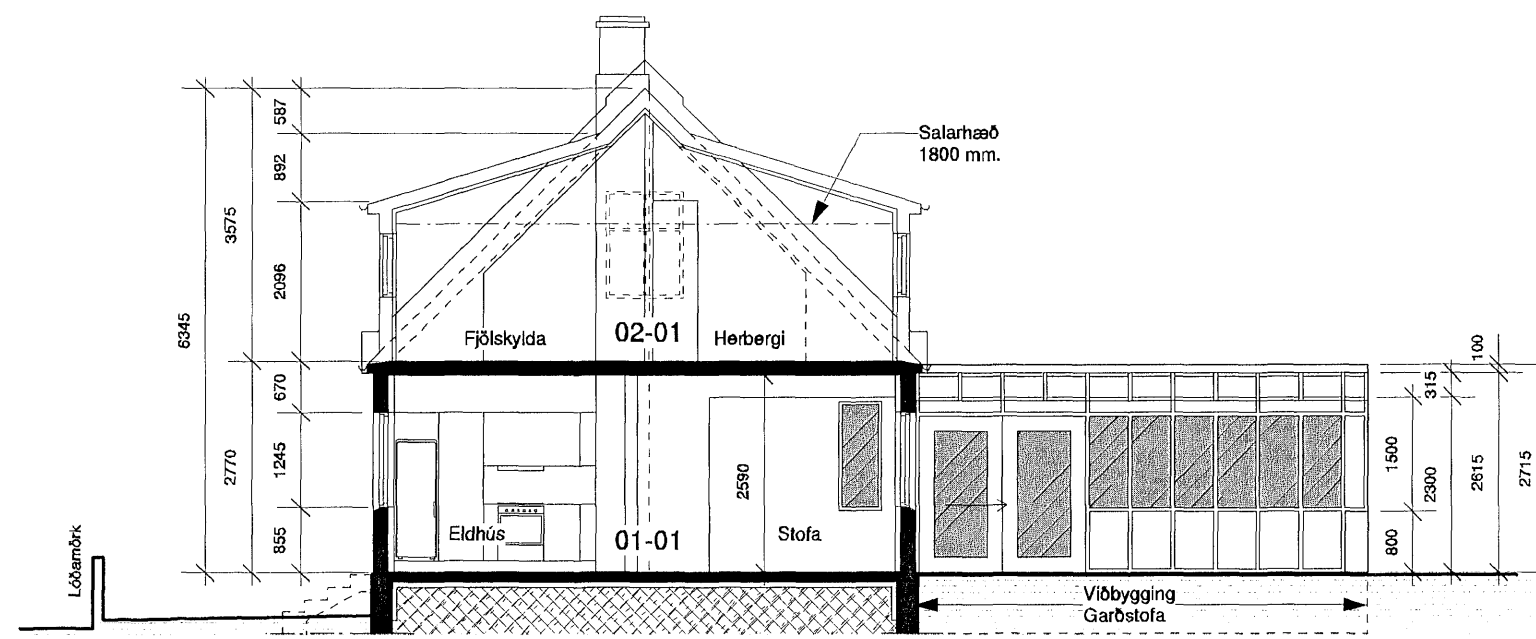 Salarhæð
1800 mm.
587
892
3575
2096
6345
Fjölskylda
02-01
Herbergi
100
315
670
1245
2770
855
2590
1500
2300
2615
2715
800
Eldhús
01-01
Stofa
Lóðamörk
Viðbygging
Garðstofa